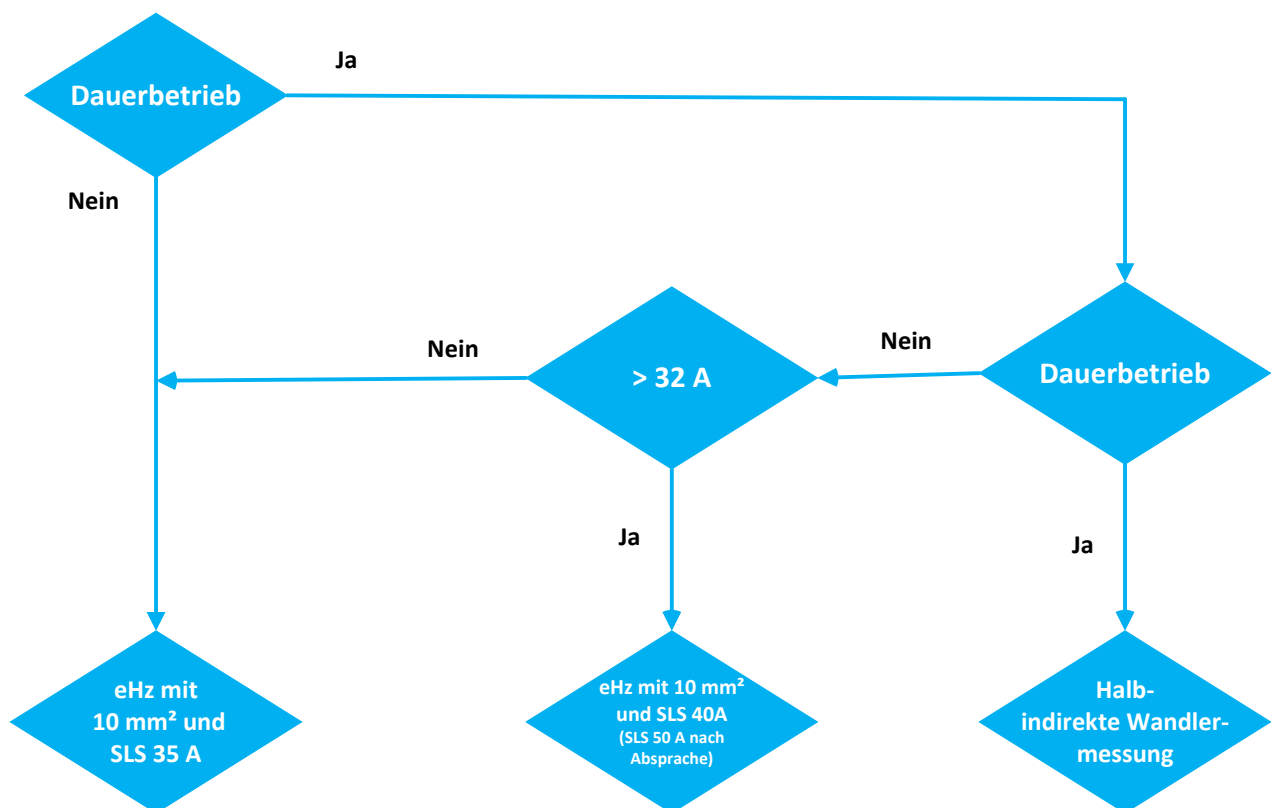 Ja
Dauerbetrieb
Nein
Nein
> 32 A
Nein
Dauerbetrieb
Ja
Ja
eHz mit
10 mm² und
SLS 35 A
eHz mit 10 mm²
und SLS 40A
(SLS 50 A nach
Absprache)
Halb-
indirekte Wandler-
messung